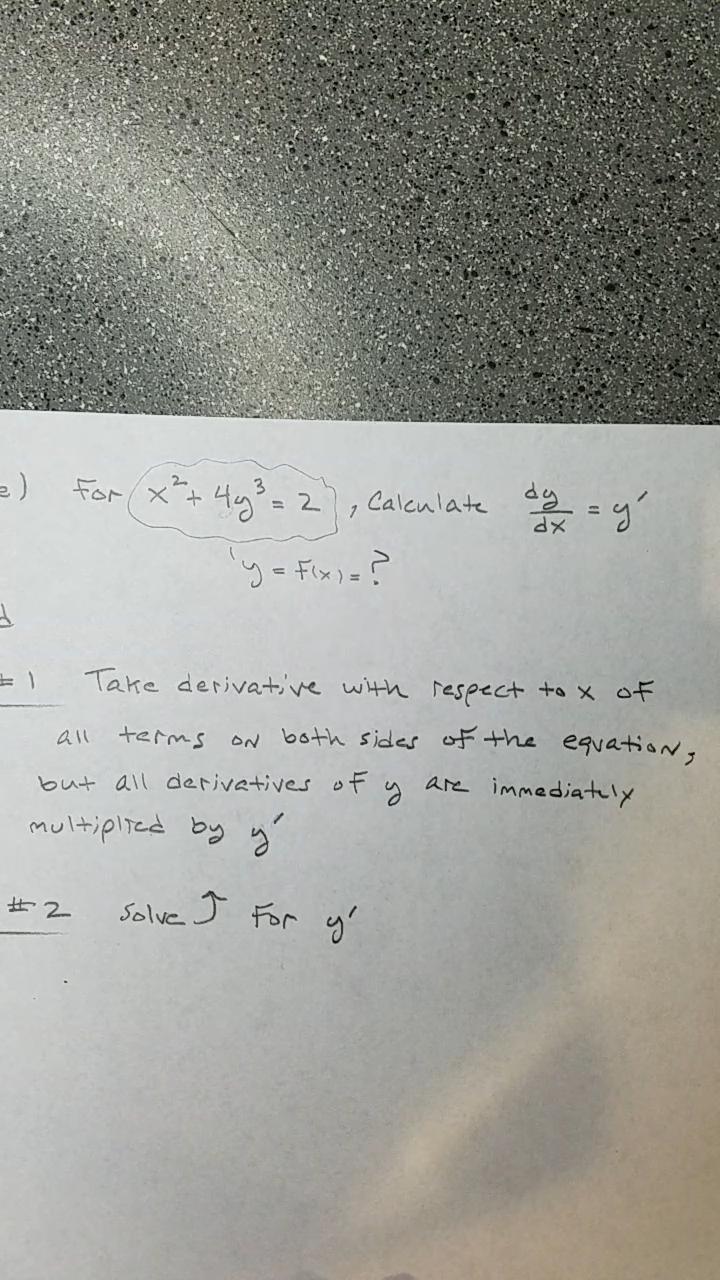 e) For x²+ 4y³ = 2 , Calculate dy/dx = y′
y = F(x) = ?
d
#1 Take derivative with respect to x of
all terms on both sides of the equation,
but all derivatives of y are immediately
multiplied by y′
#2 Solve ↑ For y′